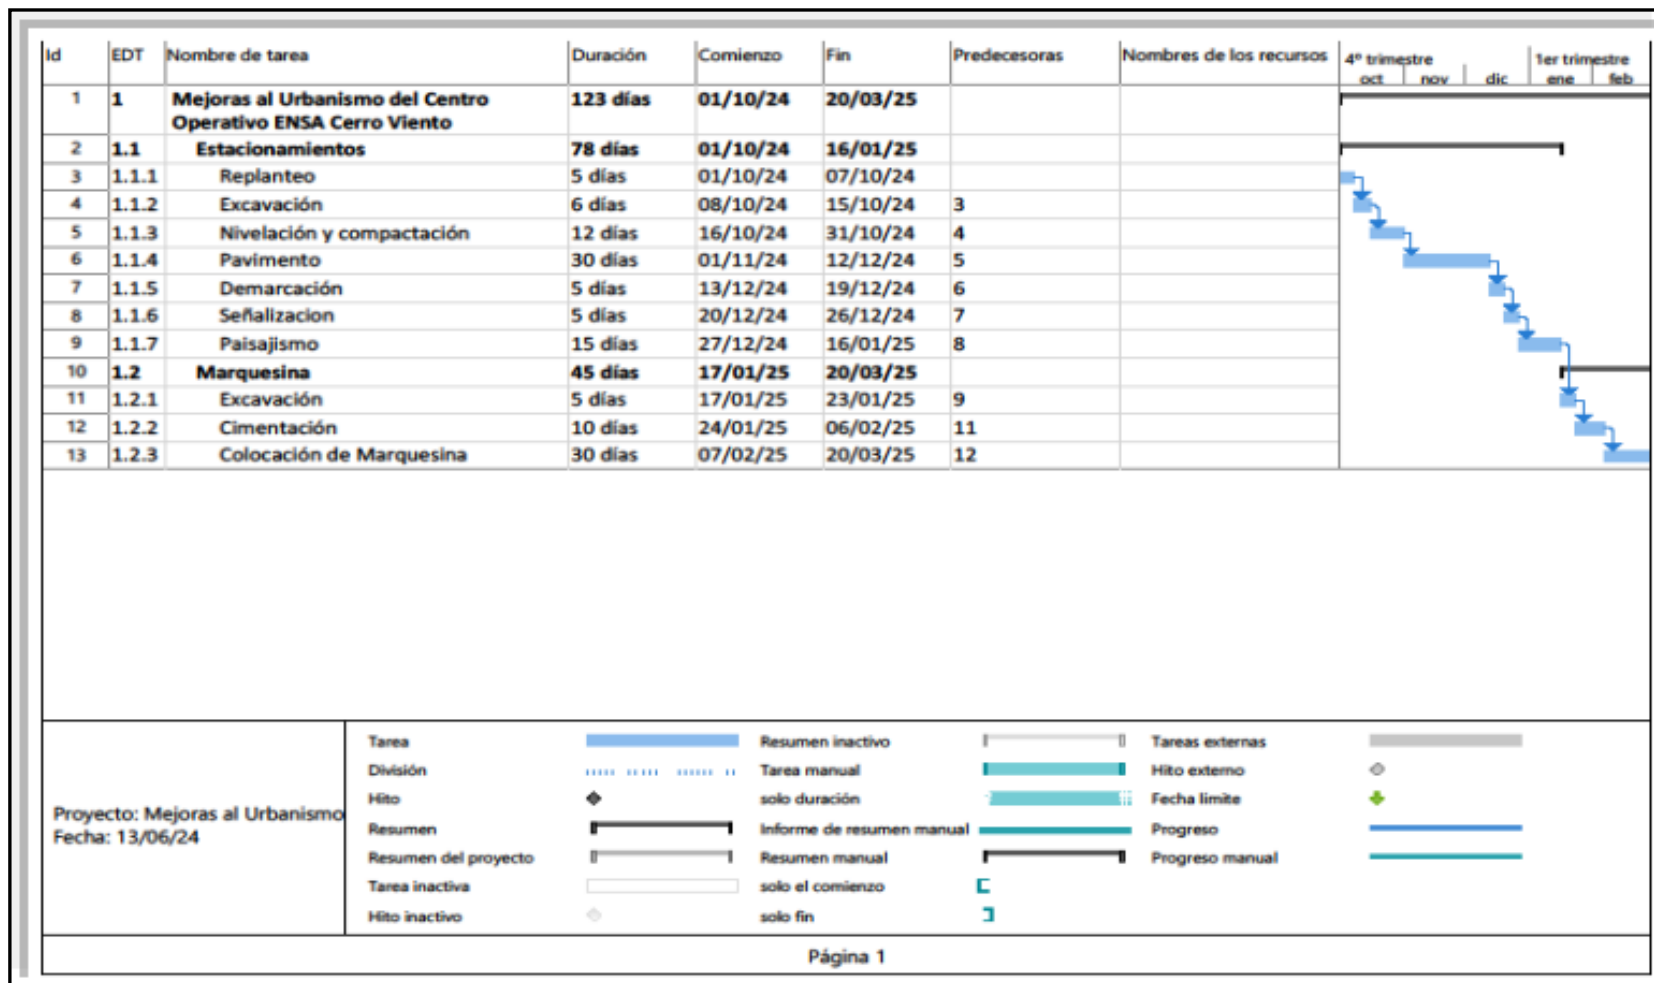 Id EDT Nombre de tarea Duración Comienzo Fin Predecesoras Nombres de los recursos 4º trimestre 1er trimestre
oct nov dic ene feb
1 1 Mejoras al Urbanismo del Centro 123 días 01/10/24 20/03/25
Operativo ENSA Cerro Viento
2 1.1 Estacionamientos 78 días 01/10/24 16/01/25
3 1.1.1 Replanteo 5 días 01/10/24 07/10/24
4 1.1.2 Excavación 6 días 08/10/24 15/10/24 3
5 1.1.3 Nivelación y compactación 12 días 16/10/24 31/10/24 4
6 1.1.4 Pavimento 30 días 01/11/24 12/12/24 5
7 1.1.5 Demarcación 5 días 13/12/24 19/12/24 6
8 1.1.6 Señalizacion 5 días 20/12/24 26/12/24 7
9 1.1.7 Paisajismo 15 días 27/12/24 16/01/25 8
10 1.2 Marquesina 45 días 17/01/25 20/03/25
11 1.2.1 Excavación 5 días 17/01/25 23/01/25 9
12 1.2.2 Cimentación 10 días 24/01/25 06/02/25 11
13 1.2.3 Colocación de Marquesina 30 días 07/02/25 20/03/25 12
Proyecto: Mejoras al Urbanismo
Fecha: 13/06/24
Tarea Resumen inactivo Tareas externas
División Tarea manual Hito externo
Hito solo duración Fecha límite
Resumen Informe de resumen manual Progreso
Resumen del proyecto Resumen manual Progreso manual
Tarea inactiva solo el comienzo
Hito inactivo solo fin
Página 1